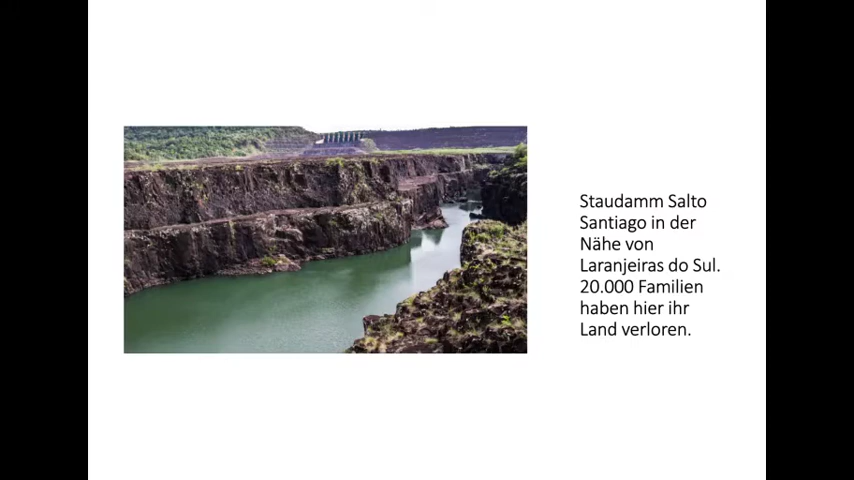 Staudamm Salto
Santiago in der
Nähe von
Laranjeiras do Sul.
20.000 Familien
haben hier ihr
Land verloren.